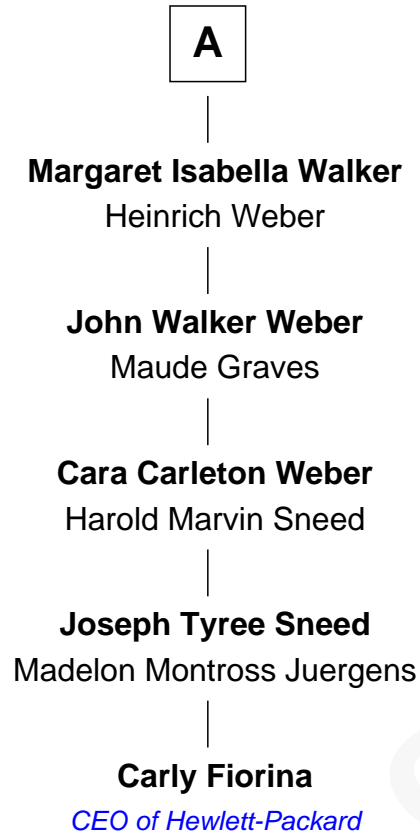 A
Margaret Isabella Walker
Heinrich Weber
John Walker Weber
Maude Graves
Cara Carleton Weber
Harold Marvin Sneed
Joseph Tyree Sneed
Madelon Montross Juergens
Carly Fiorina
CEO of Hewlett-Packard